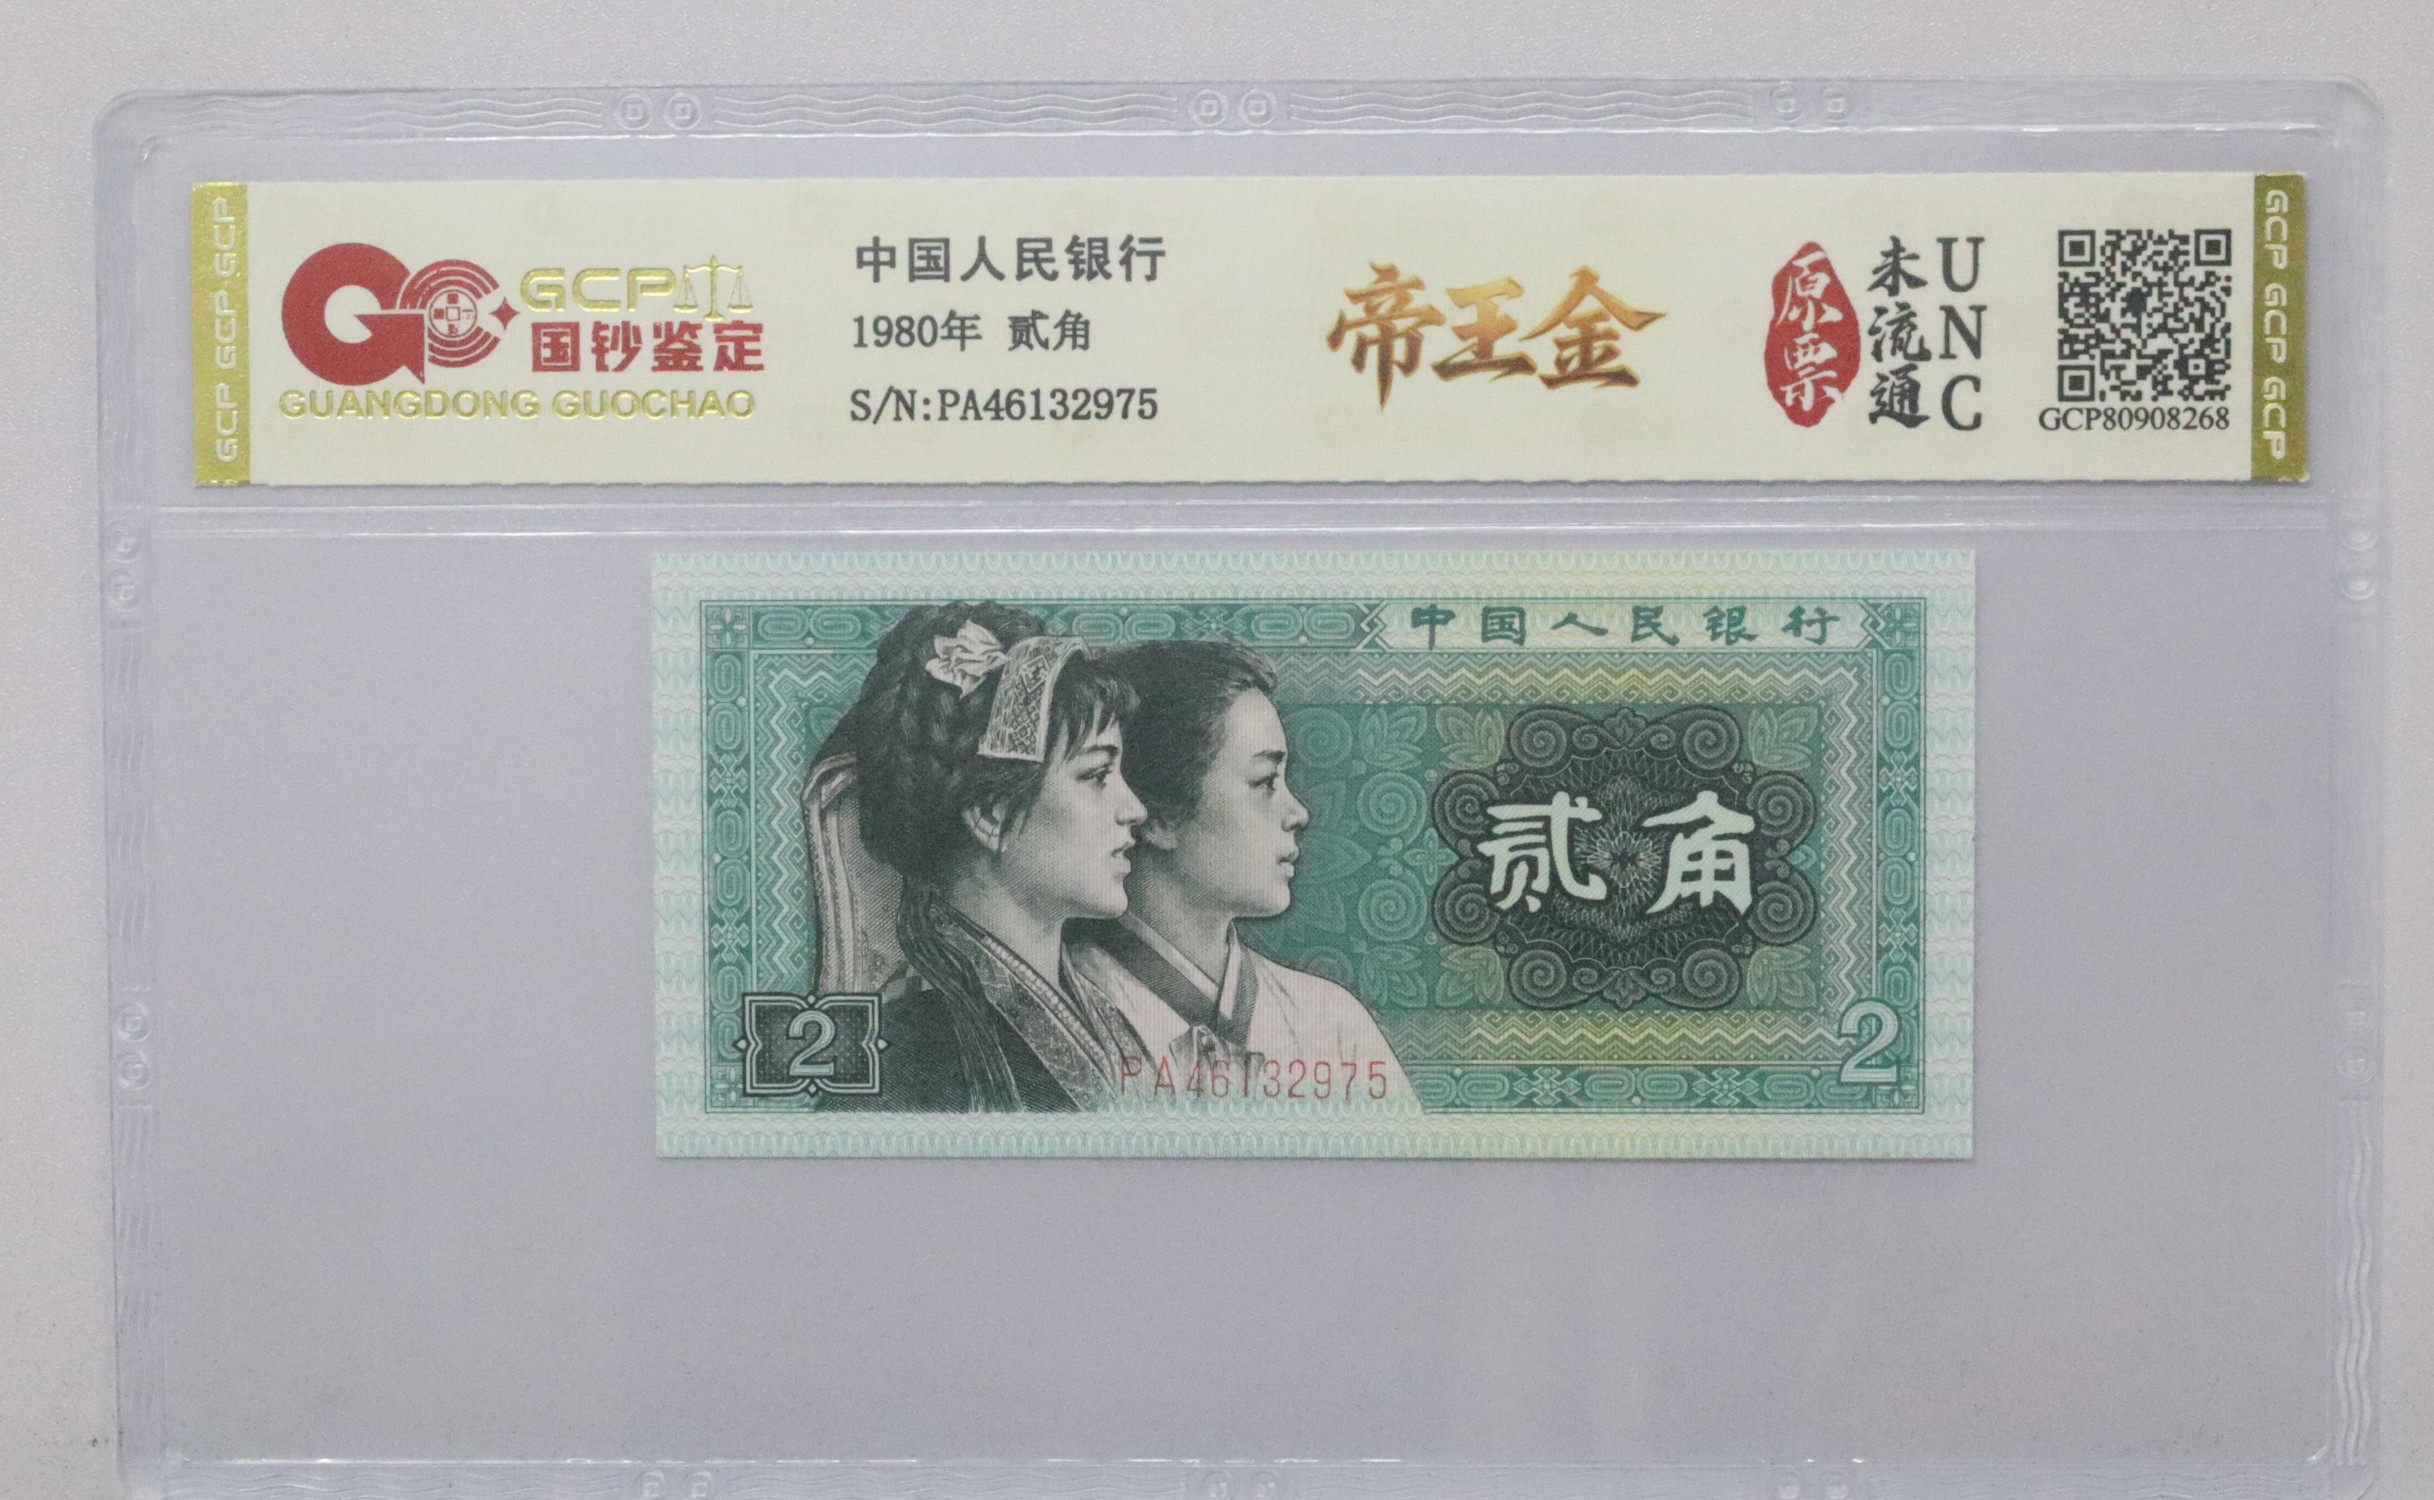 GCP GCP GCP
GCP
国钞鉴定
GUANGDONG GUOCHAO
中国人民银行
1980年 贰角
S/N:PA46132975
帝王金
原票
未流通
UNC
GCP80908268
GCP GCP GCP
中国人民银行
贰角
2
PA46132975
2